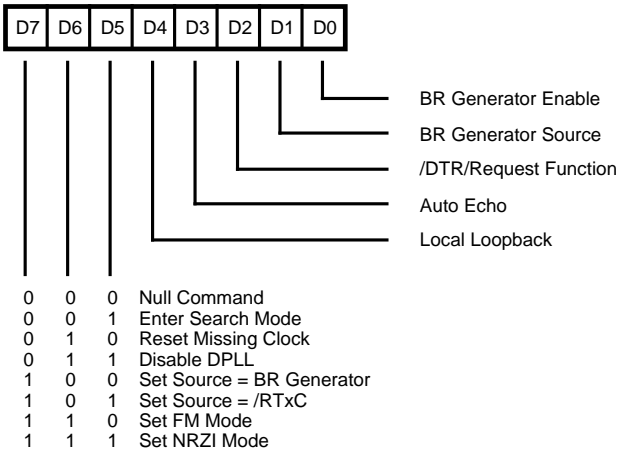 D7 D6 D5 D4 D3 D2 D1 D0
BR Generator Enable
BR Generator Source
/DTR/Request Function
Auto Echo
Local Loopback
0 0 0 Null Command
0 0 1 Enter Search Mode
0 1 0 Reset Missing Clock
0 1 1 Disable DPLL
1 0 0 Set Source = BR Generator
1 0 1 Set Source = /RTxC
1 1 0 Set FM Mode
1 1 1 Set NRZI Mode